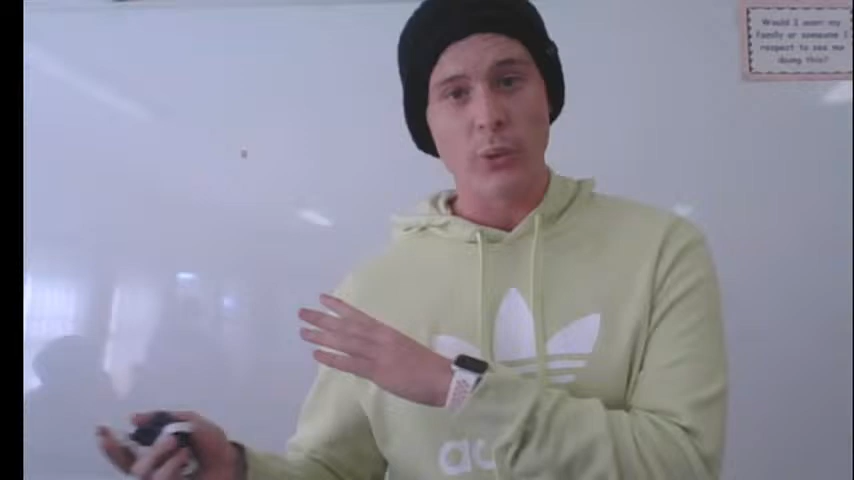 Would I want my
family or someone I
respect to see me
doing this?